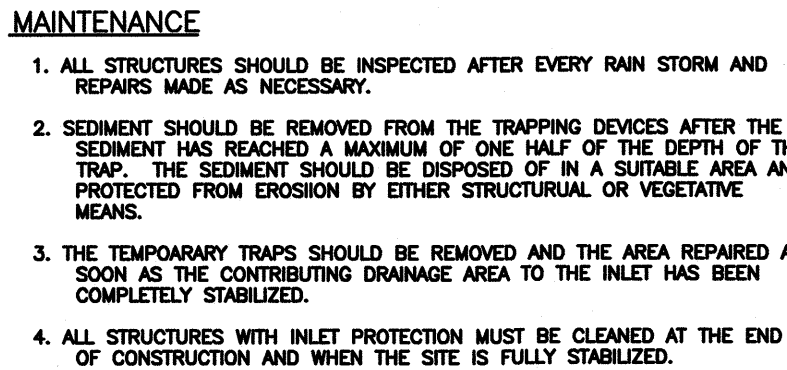 MAINTENANCE
1. ALL STRUCTURES SHOULD BE INSPECTED AFTER EVERY RAIN STORM AND
REPAIRS MADE AS NECESSARY.
2. SEDIMENT SHOULD BE REMOVED FROM THE TRAPPING DEVICES AFTER THE
SEDIMENT HAS REACHED A MAXIMUM OF ONE HALF OF THE DEPTH OF
TRAP. THE SEDIMENT SHOULD BE DISPOSED OF IN A SUITABLE AREA
PROTECTED FROM EROSIION BY EITHER STRUCTURUAL OR VEGETATIVE
MEANS.
3. THE TEMPOARARY TRAPS SHOULD BE REMOVED AND THE AREA REPAIRED
SOON AS THE CONTRIBUTING DRAINAGE AREA TO THE INLET HAS BEEN
COMPLETELY STABILIZED.
4. ALL STRUCTURES WITH INLET PROTECTION MUST BE CLEANED AT THE END
OF CONSTRUCTION AND WHEN THE SITE IS FULLY STABILIZED.